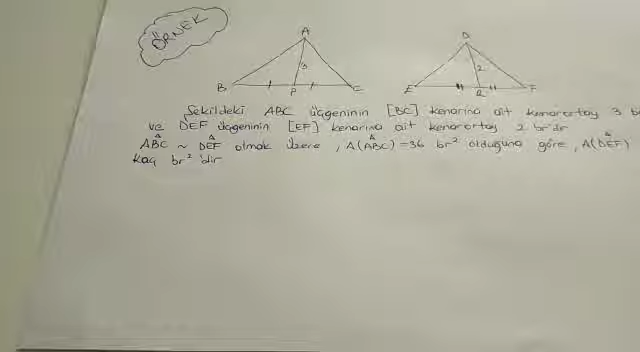 ÖRNEK
A
3
B
P
C
D
2
E
R
F
Şekildeki ABC üçgeninin [BC] kenarına ait kenarortay 3 br
ve DEF üçgeninin [EF] kenarına ait kenarortay 2 br'dir
ABC ~ DEF olmak üzere, A(ABC) = 36 br² olduğuna göre, A(DEF)
kaç br² dir